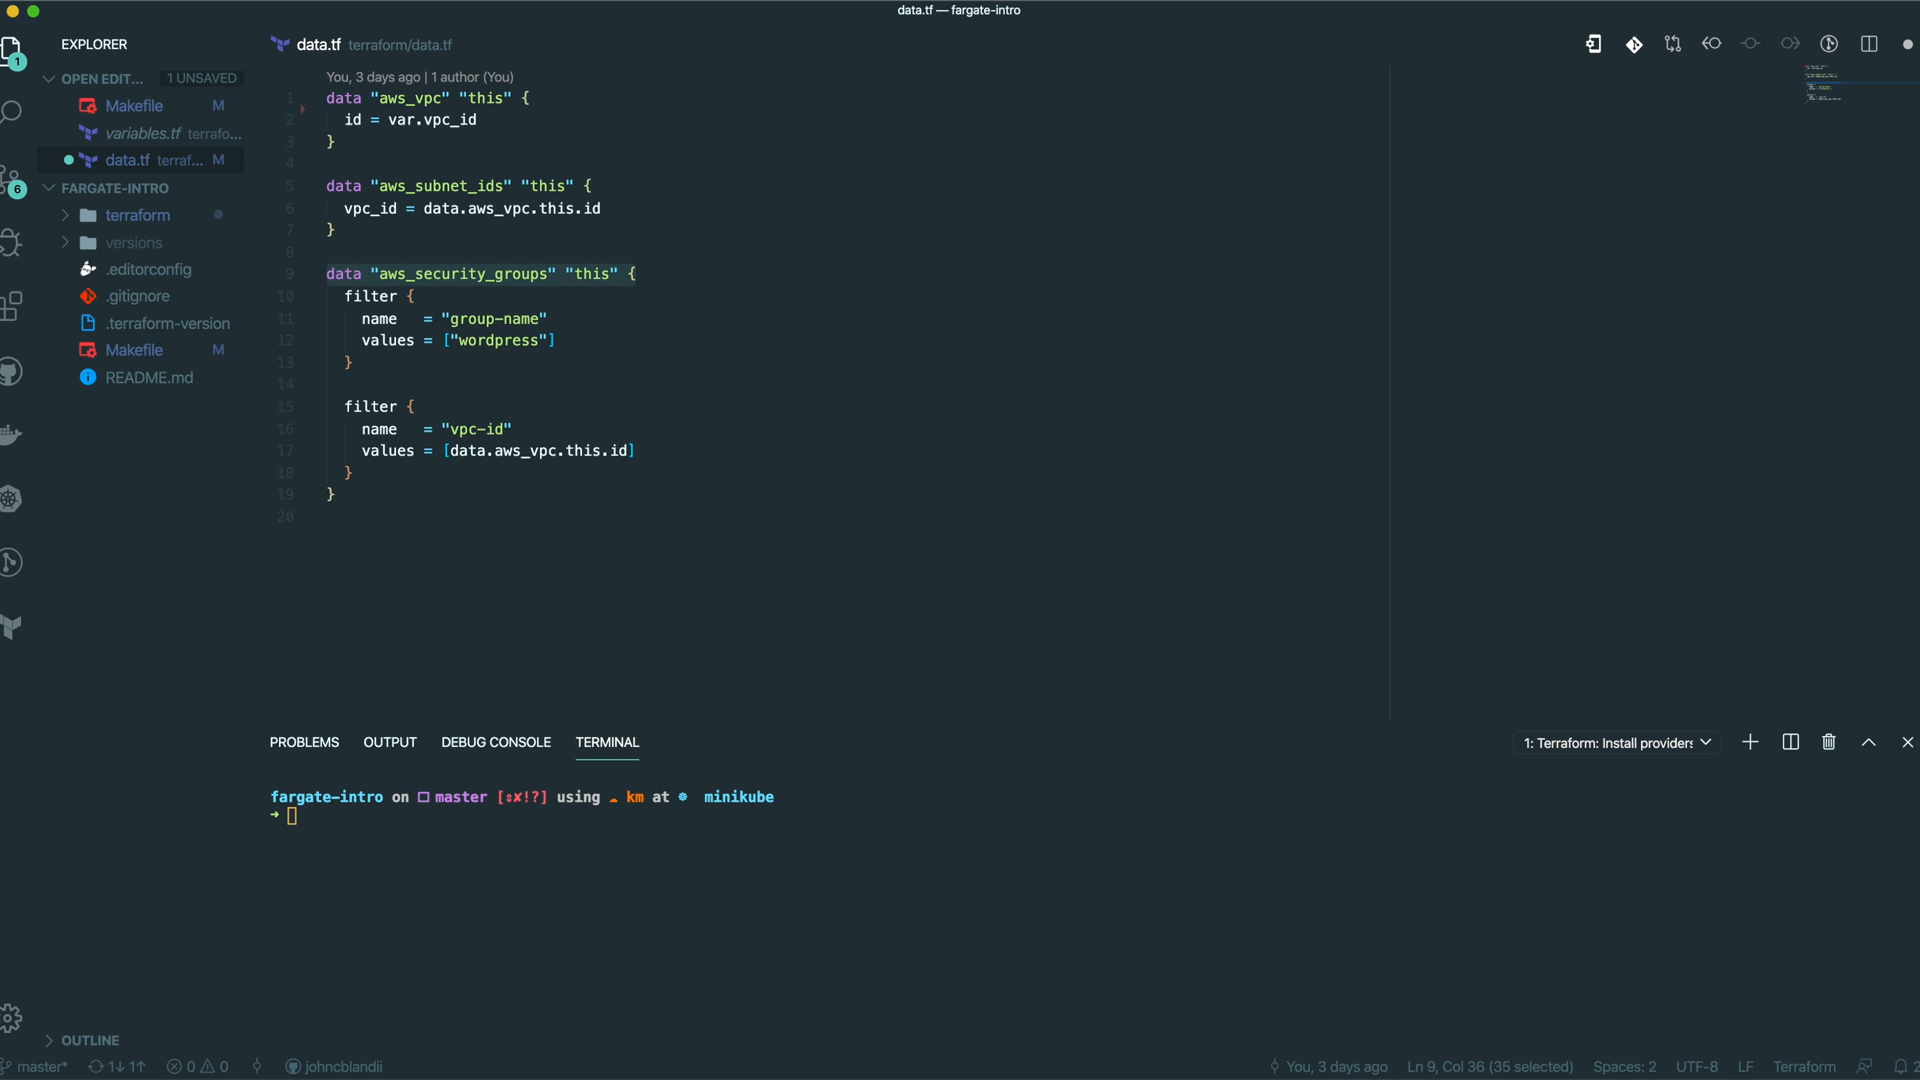 data.tf — fargate-intro
EXPLORER
data.tf terraform/data.tf
OPEN EDIT... 1 UNSAVED
Makefile M
variables.tf terrafo...
data.tf terraf... M
FARGATE-INTRO
terraform
versions
.editorconfig
.gitignore
.terraform-version
Makefile M
README.md
1
6
You, 3 days ago | 1 author (You)
1 data "aws_vpc" "this" {
2 id = var.vpc_id
3 }
4
5 data "aws_subnet_ids" "this" {
6 vpc_id = data.aws_vpc.this.id
7 }
8
9 data "aws_security_groups" "this" {
10 filter {
11 name = "group-name"
12 values = ["wordpress"]
13 }
14
15 filter {
16 name = "vpc-id"
17 values = [data.aws_vpc.this.id]
18 }
19 }
20
PROBLEMS OUTPUT DEBUG CONSOLE TERMINAL
1: Terraform: Install providers
fargate-intro on master [⇕✘!?] using ☁ km at ☸ minikube
→
OUTLINE
master* 1↓ 1↑ 0 0 johncblandii
You, 3 days ago Ln 9, Col 36 (35 selected) Spaces: 2 UTF-8 LF Terraform 2